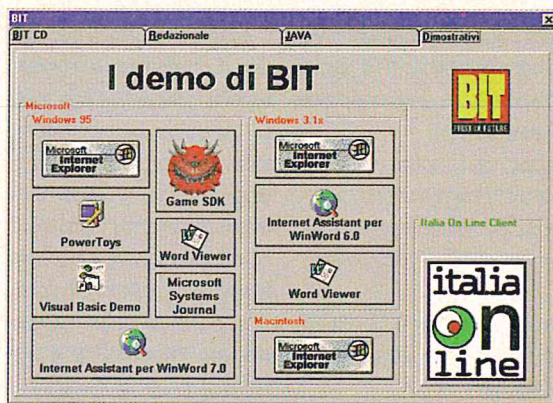 BIT
BIT CD
Redazionale
JAVA
Dimostrativi
I demo di BIT
Microsoft
Windows 95
Microsoft
Internet
Explorer
Game SDK
PowerToys
Word Viewer
Visual Basic Demo
Microsoft
Systems
Journal
Internet Assistant per WinWord 7.0
Windows 3.1x
Microsoft
Internet
Explorer
Internet Assistant per
WinWord 6.0
Word Viewer
Macintosh
Microsoft
Internet
Explorer
BIT
Italia On Line Client
italia
on
line